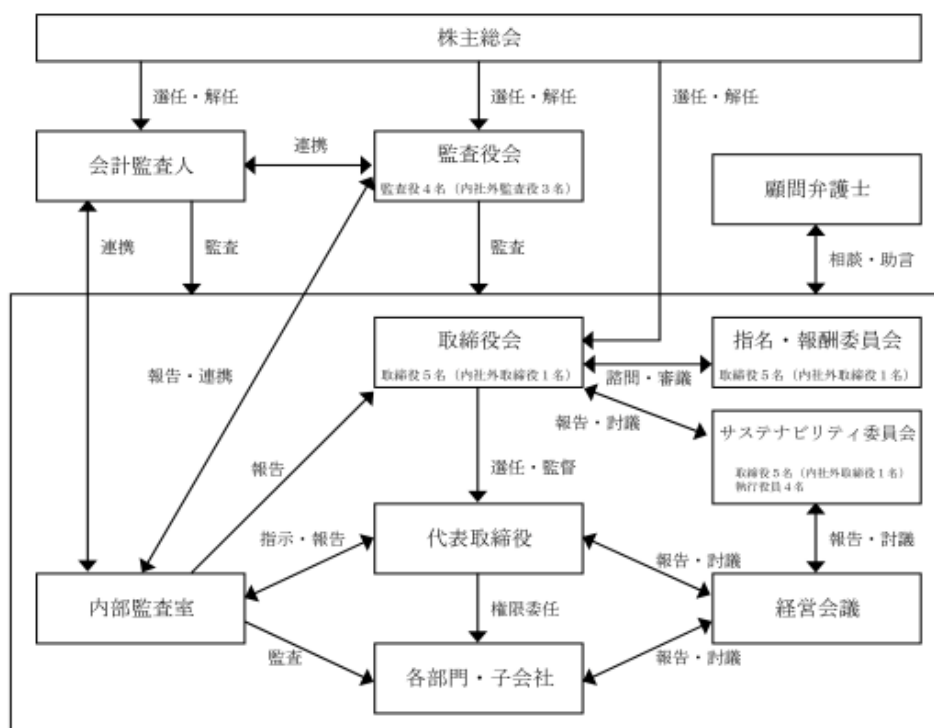 株主総会
選任・解任
選任・解任
選任・解任
会計監査人
連携
監査役会
監査役4名(内社外監査役3名)
顧問弁護士
連携
監査
監査
相談・助言
取締役会
取締役5名(内社外取締役1名)
指名・報酬委員会
取締役5名(内社外取締役1名)
諮問・審議
報告・連携
報告・討議
サステナビリティ委員会
取締役5名(内社外取締役1名)
執行役員4名
報告
選任・監督
指示・報告
代表取締役
報告・討議
報告・討議
内部監査室
権限委任
経営会議
監査
各部門・子会社
報告・討議